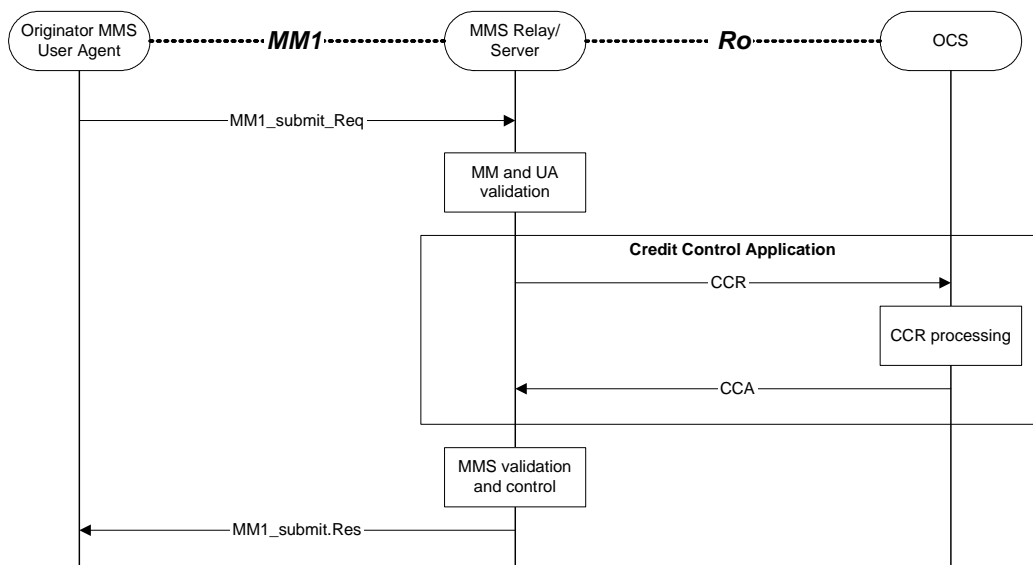 Originator MMS
User Agent
MM1
MMS Relay/
Server
Ro
OCS
MM1_submit_Req
MM and UA
validation
Credit Control Application
CCR
CCR processing
CCA
MMS validation
and control
MM1_submit.Res